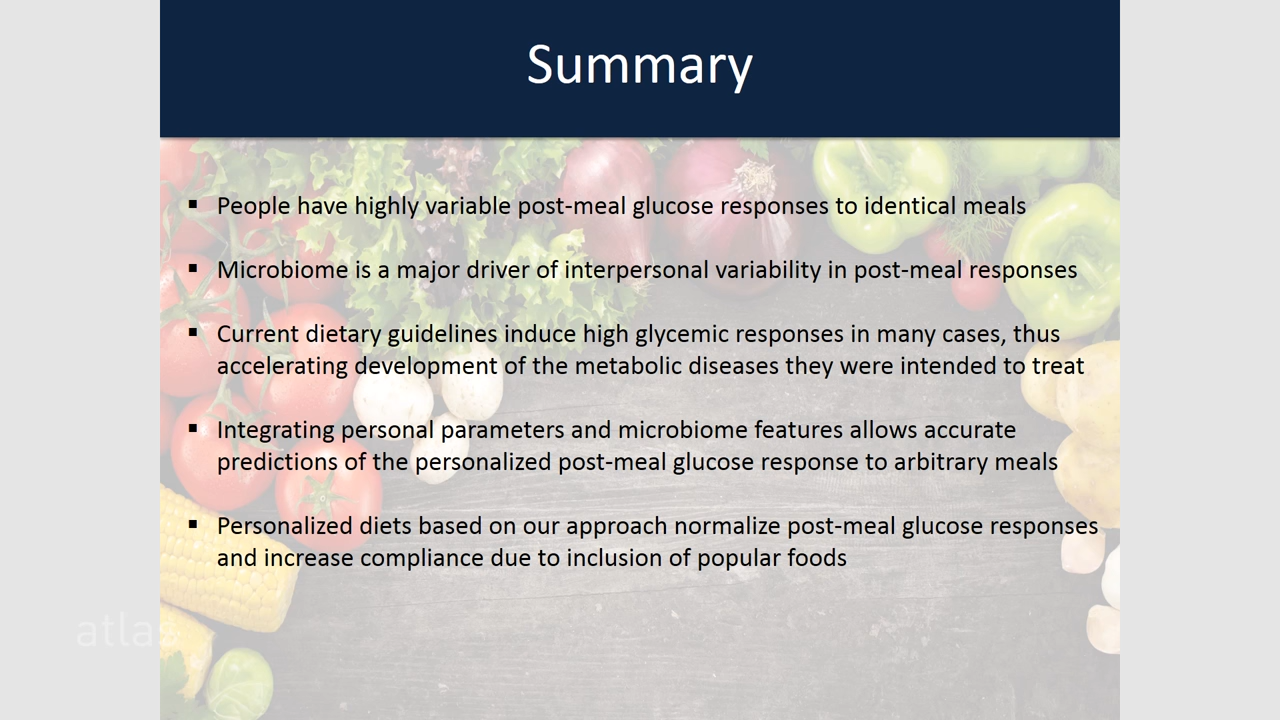 Summary
▪ People have highly variable post-meal glucose responses to identical meals
▪ Microbiome is a major driver of interpersonal variability in post-meal responses
▪ Current dietary guidelines induce high glycemic responses in many cases, thus
accelerating development of the metabolic diseases they were intended to treat
▪ Integrating personal parameters and microbiome features allows accurate
predictions of the personalized post-meal glucose response to arbitrary meals
▪ Personalized diets based on our approach normalize post-meal glucose responses
and increase compliance due to inclusion of popular foods
atlas